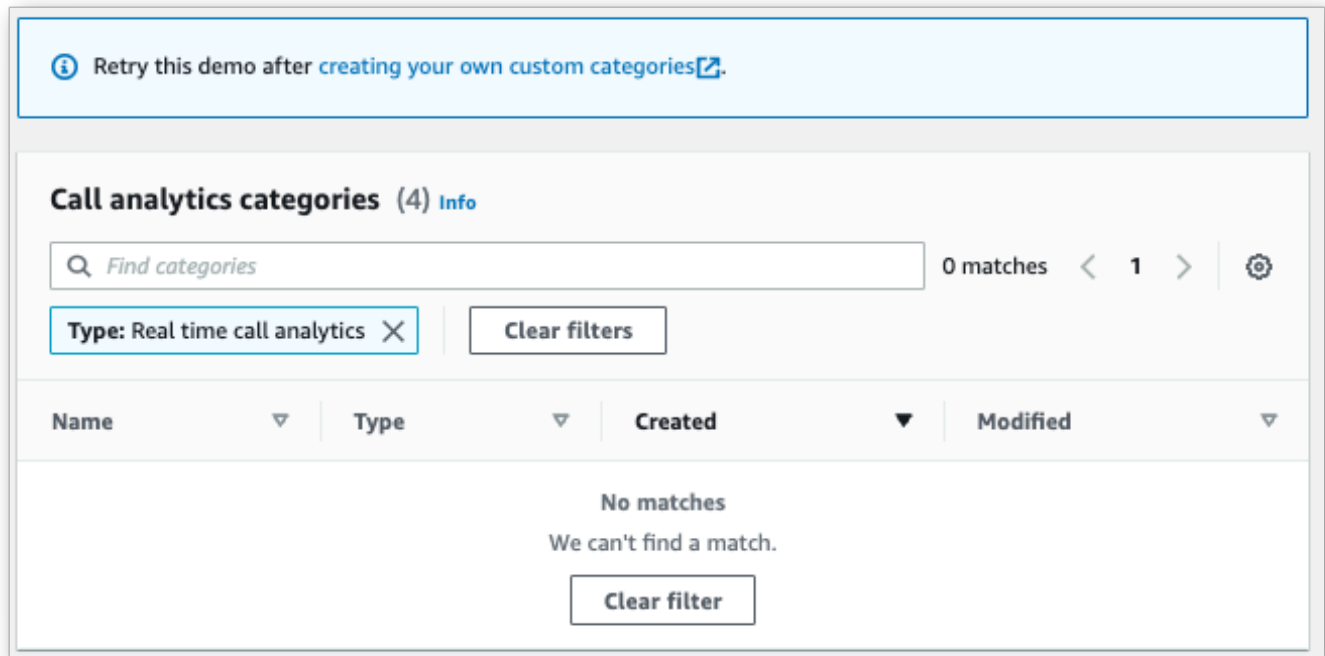 Retry this demo after creating your own custom categories.
Call analytics categories (4) Info
Find categories 0 matches 1
Type: Real time call analytics Clear filters
Name Type Created Modified
No matches
We can't find a match.
Clear filter